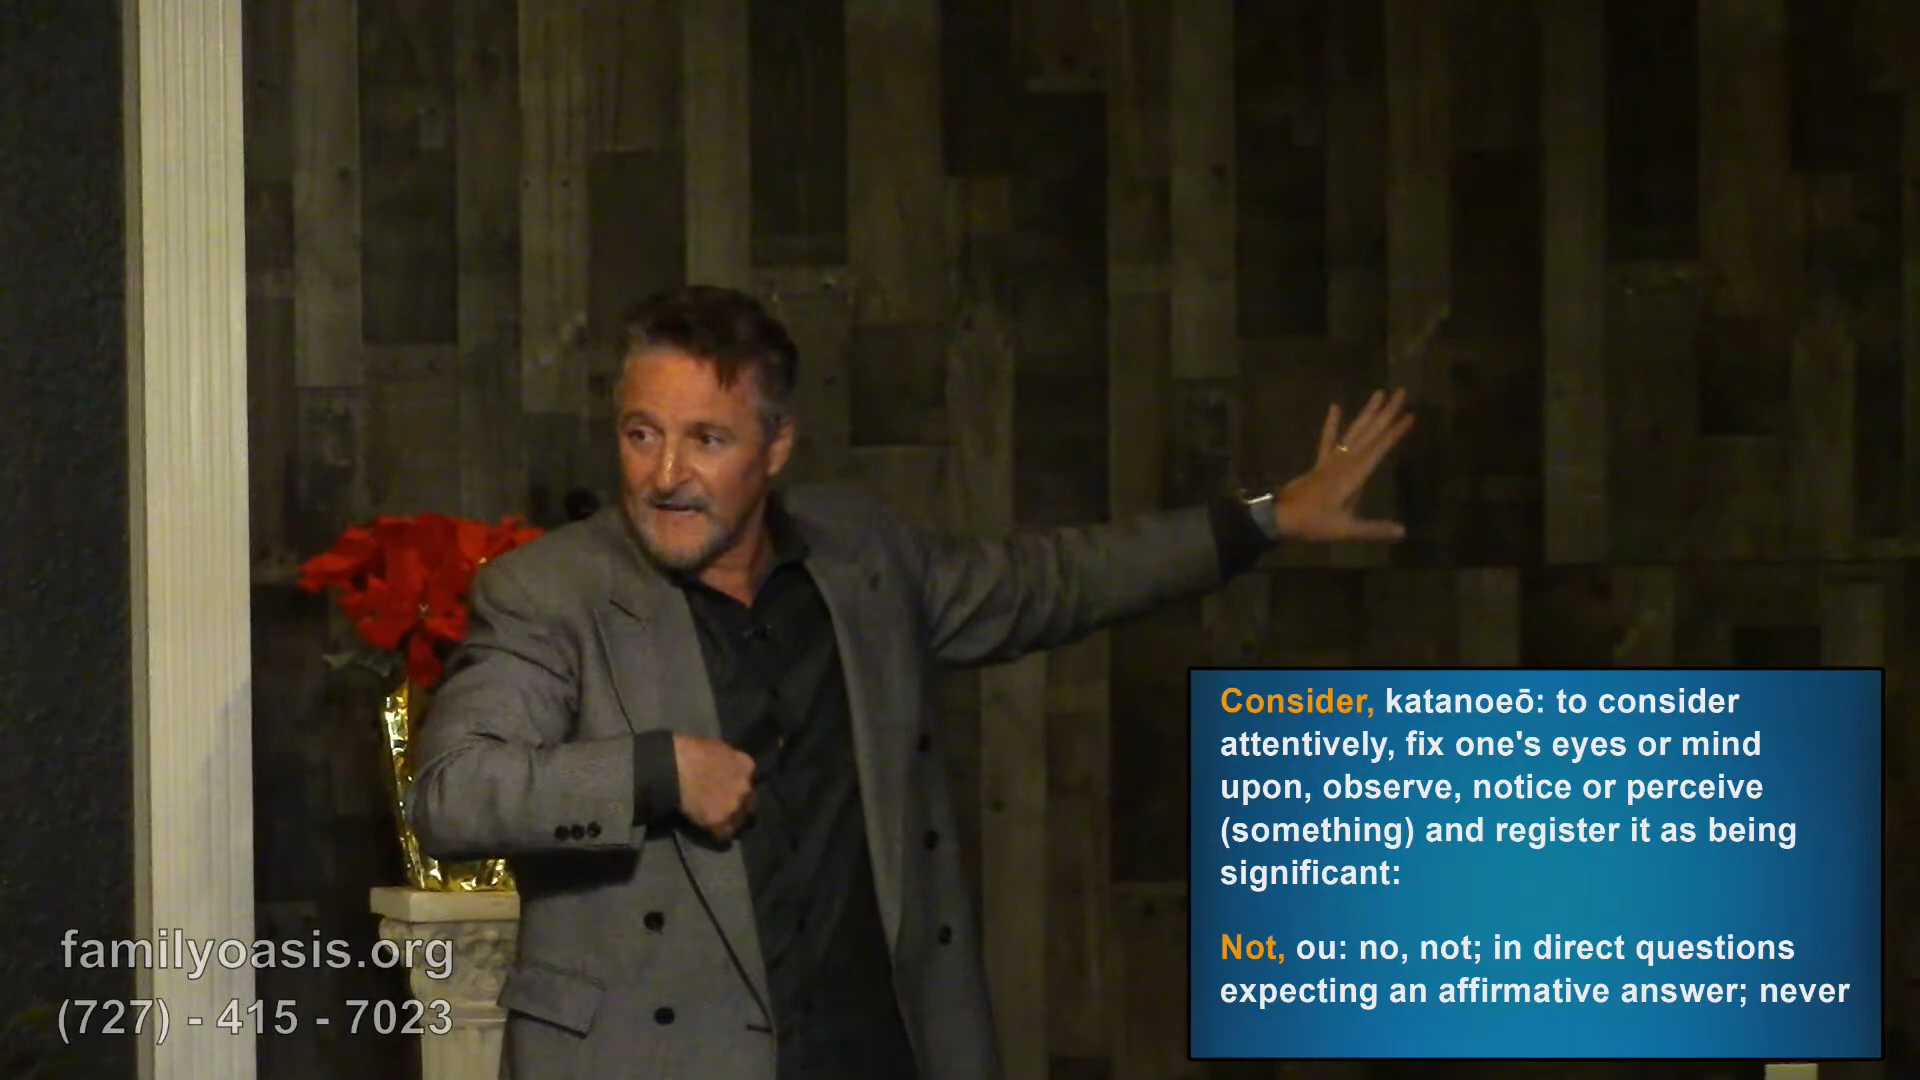 Consider, katanoeō: to consider
attentively, fix one's eyes or mind
upon, observe, notice or perceive
(something) and register it as being
significant:
Not, ou: no, not; in direct questions
expecting an affirmative answer; never
familyoasis.org
(727) - 415 - 7023